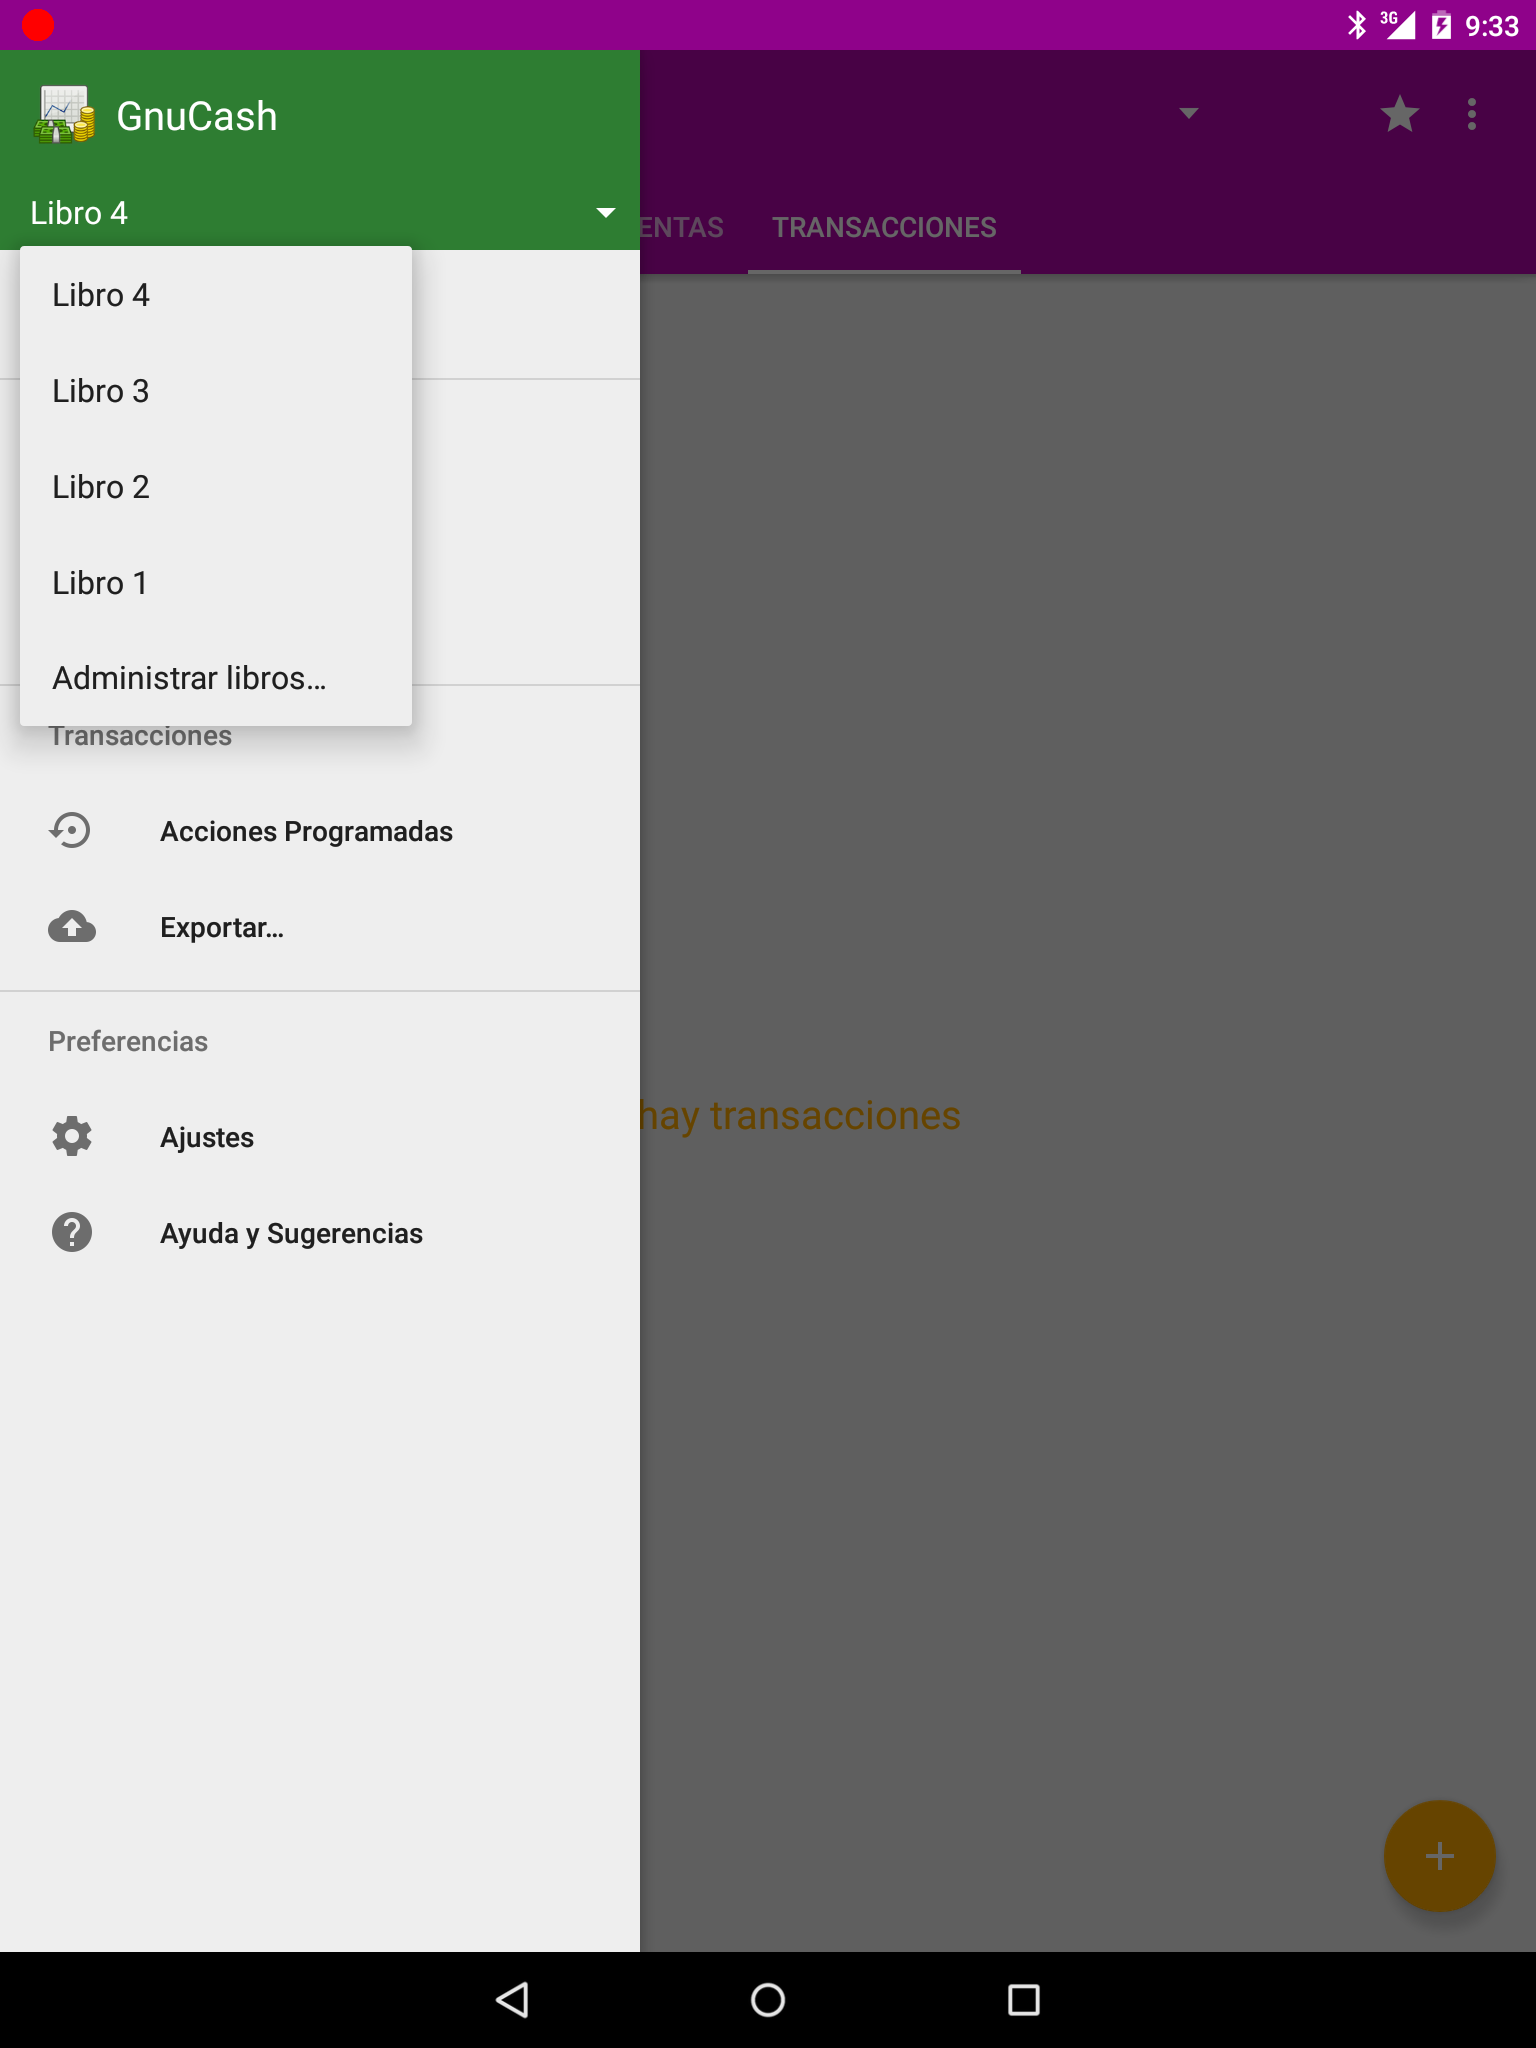 3G 9:33
GnuCash
Libro 4
ENTAS TRANSACCIONES
Libro 4
Libro 3
Libro 2
Libro 1
Administrar libros…
Transacciones
Acciones Programadas
Exportar…
Preferencias
hay transacciones
Ajustes
Ayuda y Sugerencias